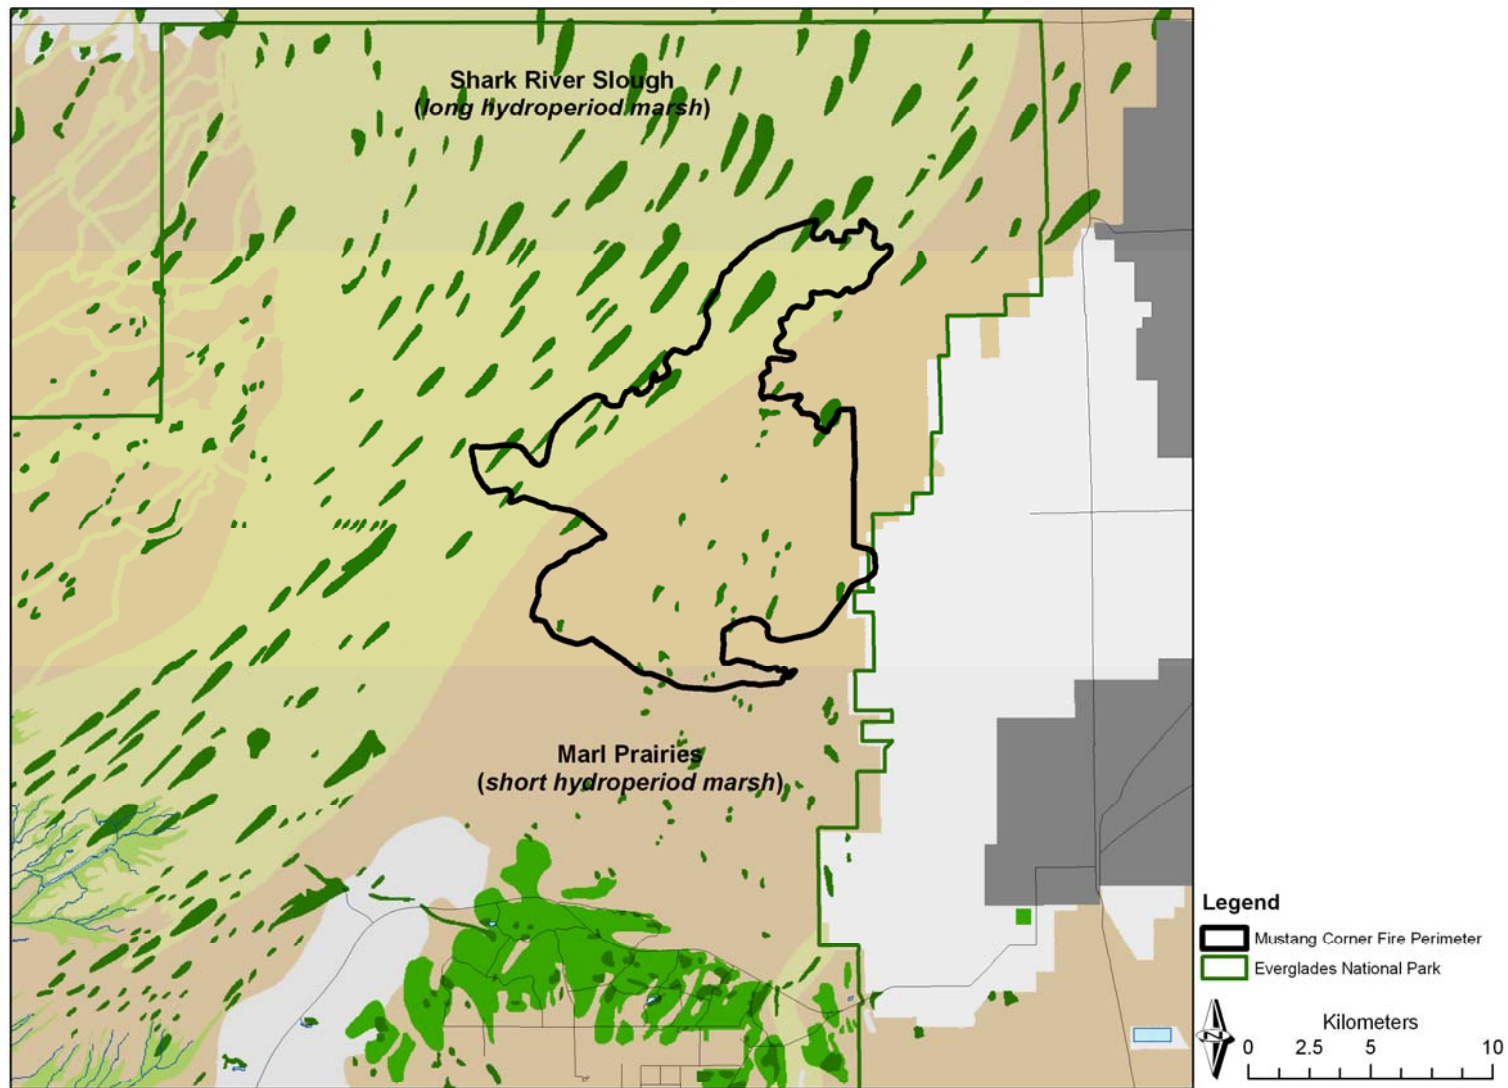 Shark River Slough
(long hydroperiod marsh)
Marl Prairies
(short hydroperiod marsh)
Legend
Mustang Corner Fire Perimeter
Everglades National Park
N
Kilometers
0 2.5 5 10